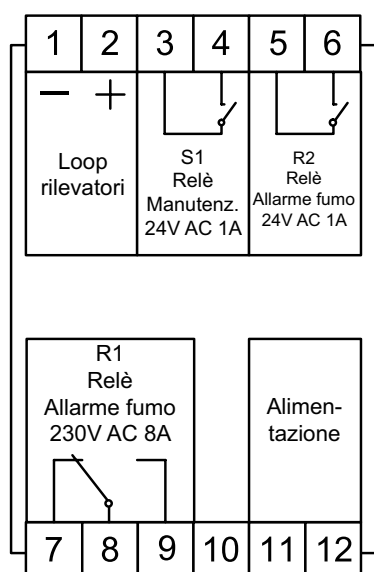 1 2 3 4 5 6
− +
Loop
rilevatori
S1
Relè
Manutenz.
24V AC 1A
R2
Relè
Allarme fumo
24V AC 1A
R1
Relè
Allarme fumo
230V AC 8A
Alimen-
tazione
7 8 9 10 11 12